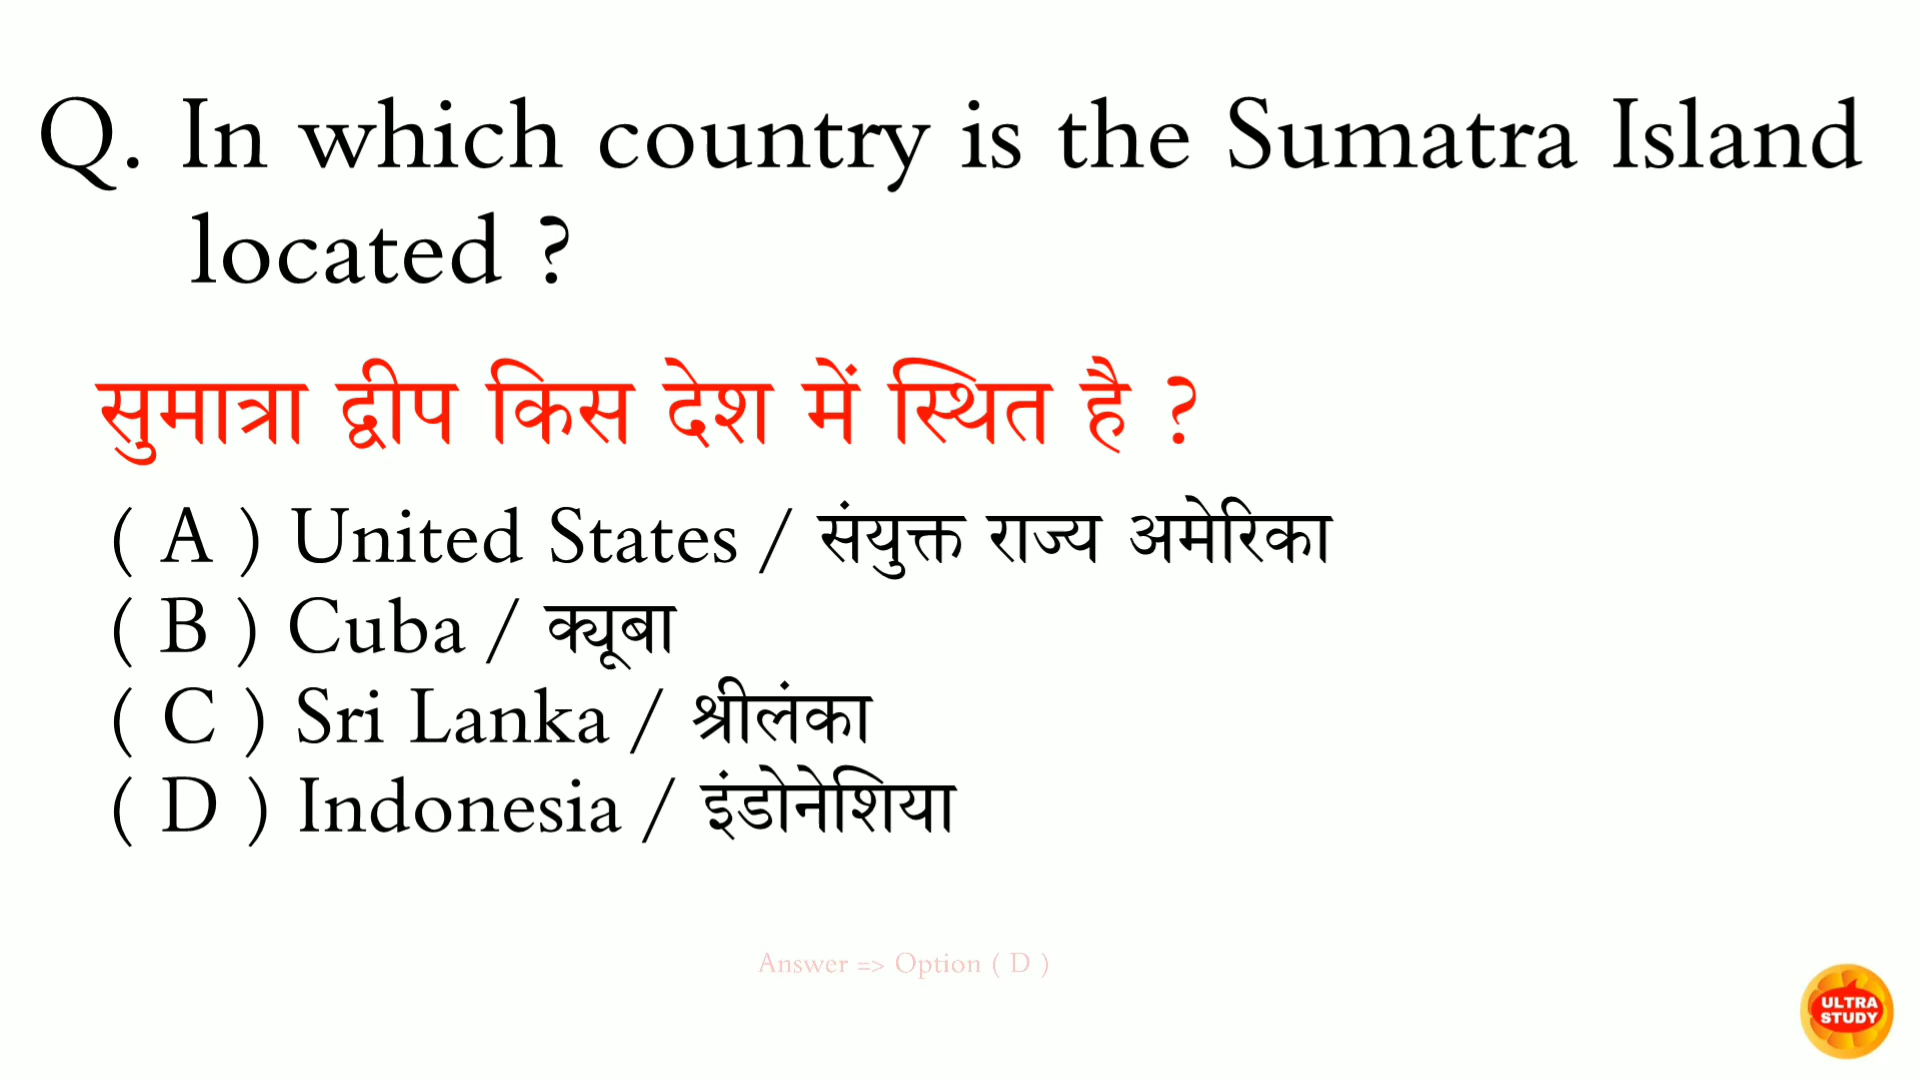 Q. In which country is the Sumatra Island
located ?
सुमात्रा द्वीप किस देश में स्थित है ?
( A ) United States / संयुक्त राज्य अमेरिका
( B ) Cuba / क्यूबा
( C ) Sri Lanka / श्रीलंका
( D ) Indonesia / इंडोनेशिया
Answer => Option ( D )
ULTRA
STUDY